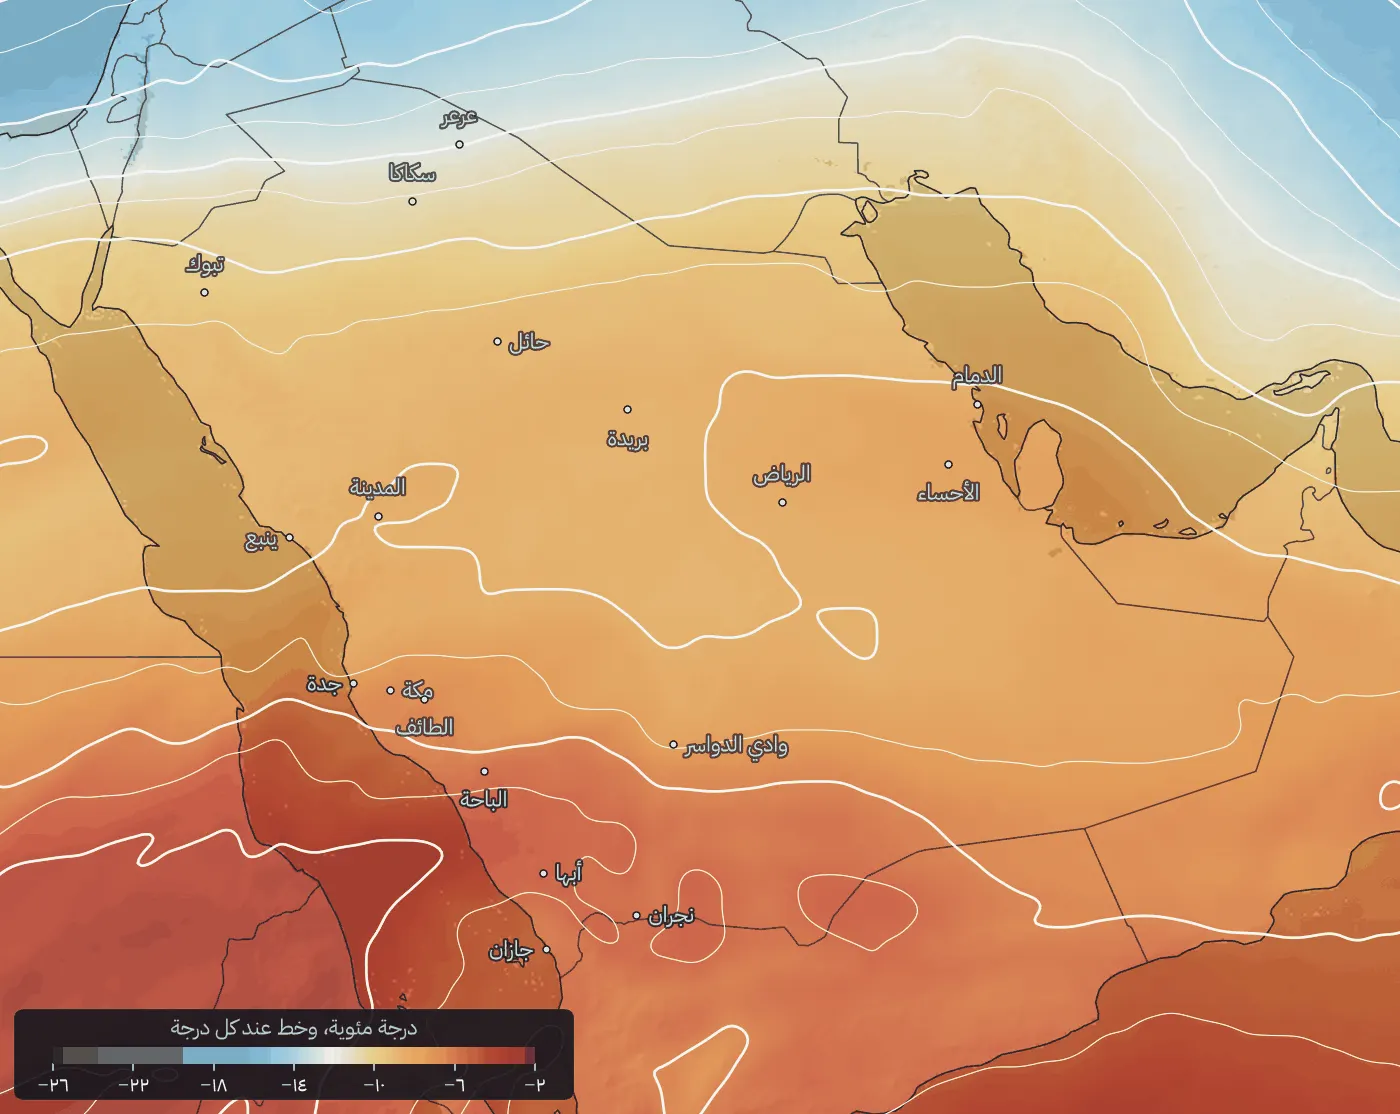 عرعر
سكاكا
تبوك
حائل
الدمام
بريدة
الرياض
الأحساء
المدينة
ينبع
جدة
مكة
الطائف
وادي الدواسر
الباحة
أبها
نجران
جازان
درجة مئوية، وخط عند كل درجة
−٢٦ −٢٢ −١٨ −١٤ −١٠ −٦ −٢